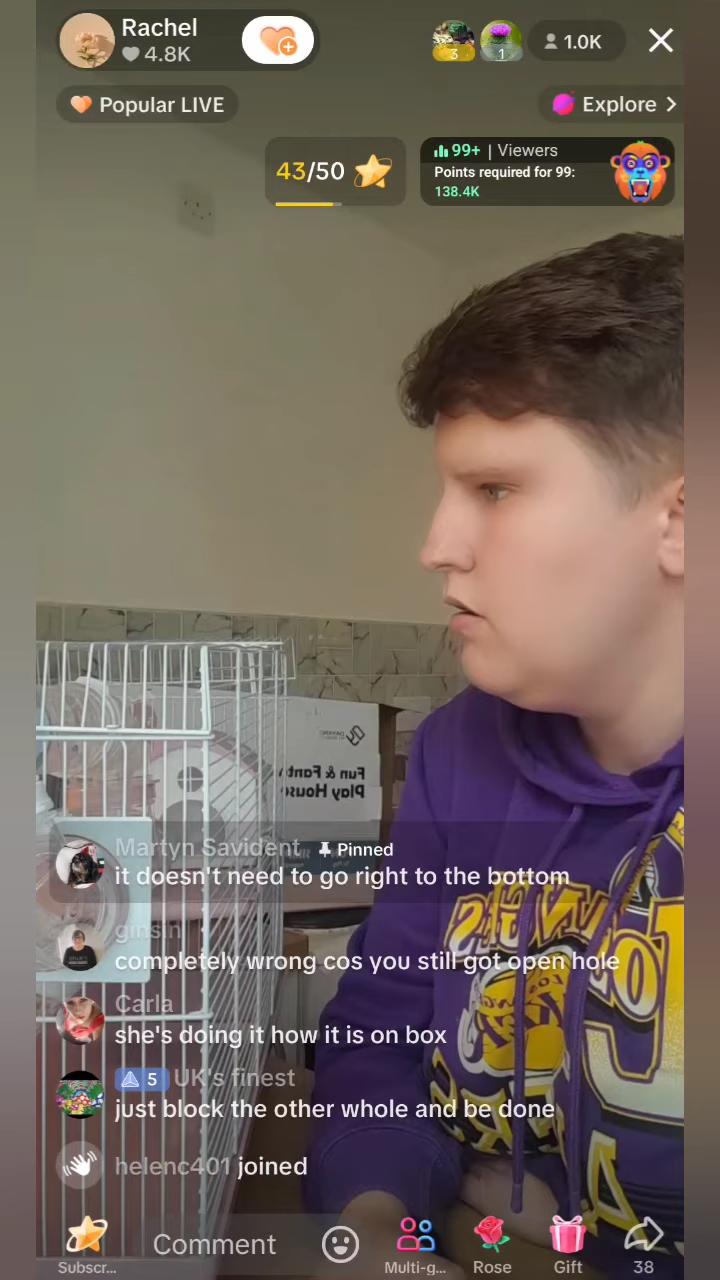 Rachel
4.8K
3
1
1.0K
Popular LIVE
Explore >
43/50
99+ | Viewers
Points required for 99:
138.4K
Fun & Fant
Play Hous
Martyn Savident Pinned
it doesn't need to go right to the bottom
ginsin
completely wrong cos you still got open hole
Carla
she's doing it how it is on box
5 UK's finest
just block the other whole and be done
helenc401 joined
Subscr...
Comment
Multi-g...
Rose
Gift
38